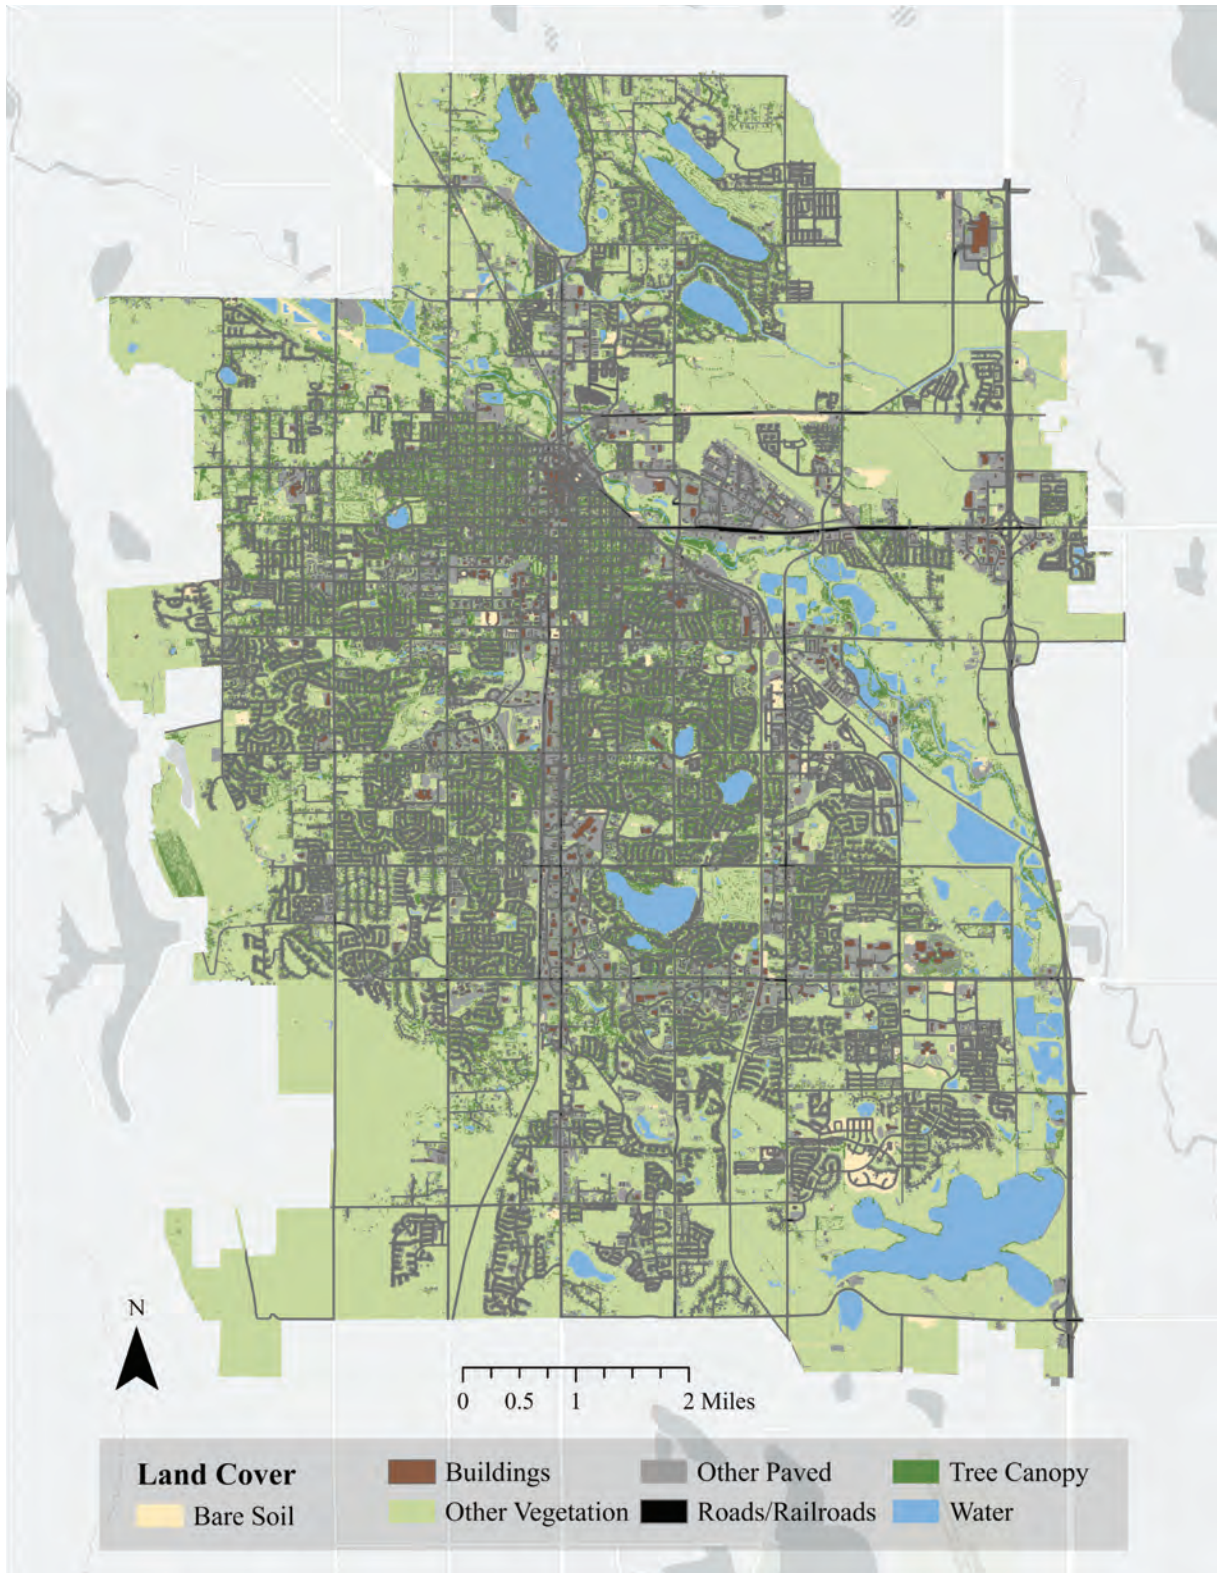 N
0 0.5 1 2 Miles
Land Cover
Bare Soil
Buildings
Other Vegetation
Other Paved
Roads/Railroads
Tree Canopy
Water